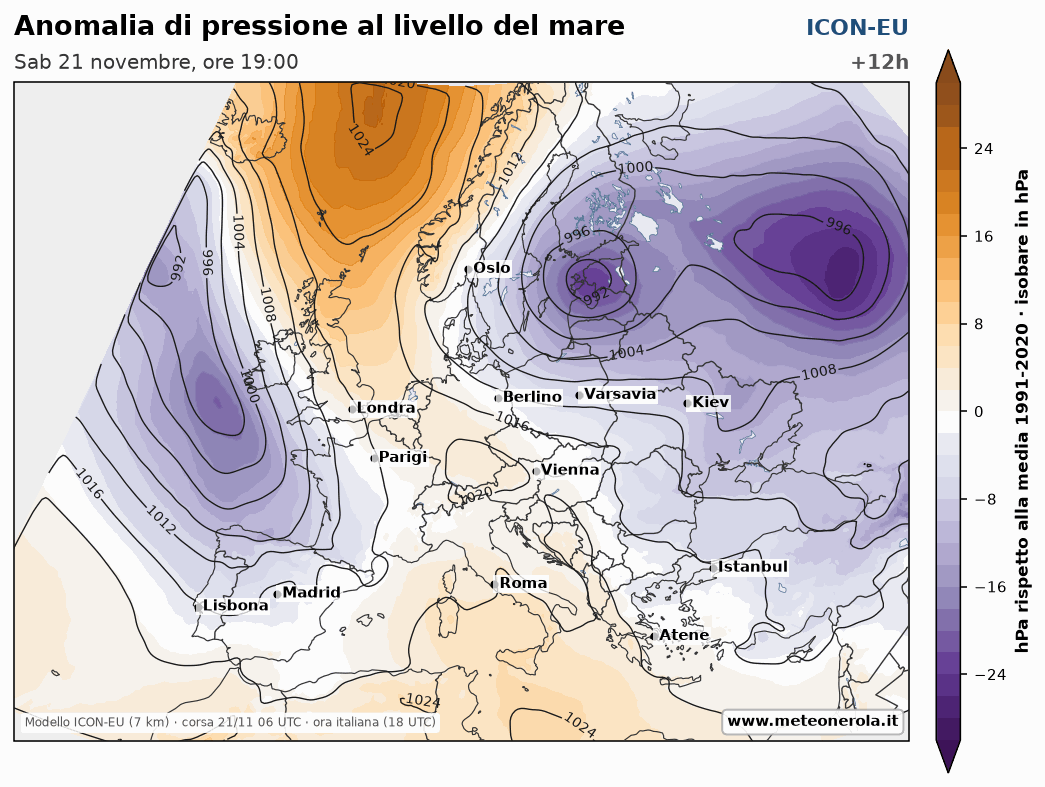 Anomalia di pressione al livello del mare
ICON-EU
Sab 21 novembre, ore 19:00
+12h
1020
1024
1012
1000
996
996
1004
992
996
992
1008
1004
1008
1000
1016
1020
1016
1012
1024
1024
Oslo
Londra
Berlino
Varsavia
Kiev
Parigi
Vienna
Istanbul
Roma
Madrid
Lisbona
Atene
Modello ICON-EU (7 km) · corsa 21/11 06 UTC · ora italiana (18 UTC)
www.meteonerola.it
24
16
8
0
−8
−16
−24
hPa rispetto alla media 1991-2020 · isobare in hPa